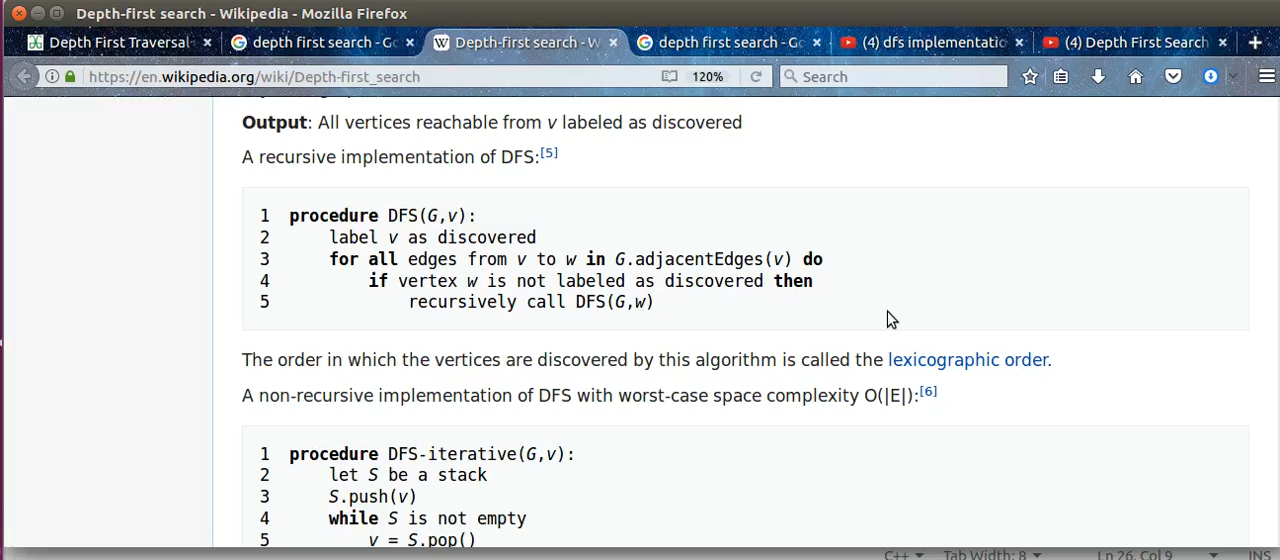 Depth-first search - Wikipedia - Mozilla Firefox
Depth First Traversal × depth first search - Go × Depth-first search - W × depth first search - Go × (4) dfs implementatio × (4) Depth First Search × +
https://en.wikipedia.org/wiki/Depth-first_search 120% Search
Output: All vertices reachable from v labeled as discovered
A recursive implementation of DFS:[5]
1 procedure DFS(G,v):
2 label v as discovered
3 for all edges from v to w in G.adjacentEdges(v) do
4 if vertex w is not labeled as discovered then
5 recursively call DFS(G,w)
The order in which the vertices are discovered by this algorithm is called the lexicographic order.
A non-recursive implementation of DFS with worst-case space complexity O(|E|):[6]
1 procedure DFS-iterative(G,v):
2 let S be a stack
3 S.push(v)
4 while S is not empty
5 v = S.pop()
C++ Tab Width: 8 Ln 26, Col 9 INS